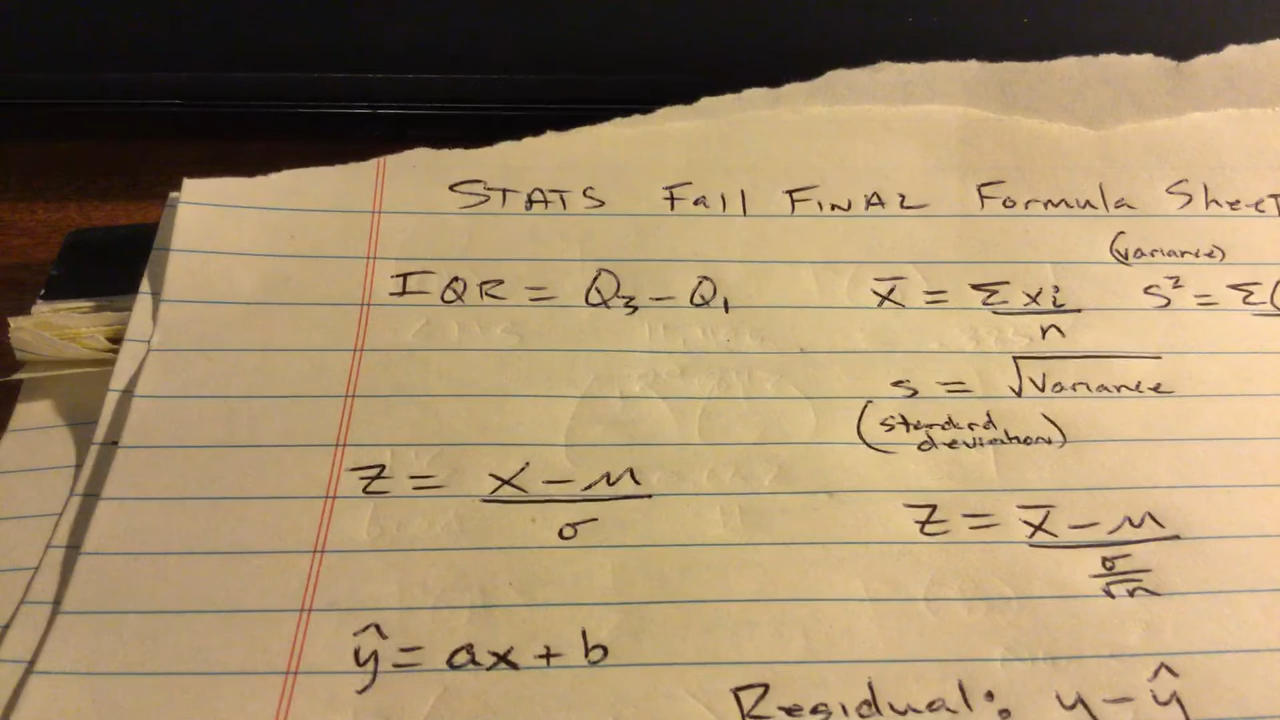 STATS Fall FINAL Formula Sheet
(variance)
IQR = Q₃ - Q₁ x̄ = Σxi / n s² = Σ(
s = √variance
(standard deviation)
z = x - μ / σ
z = x̄ - μ / σ/√n
ŷ = ax + b
Residual: y - ŷ